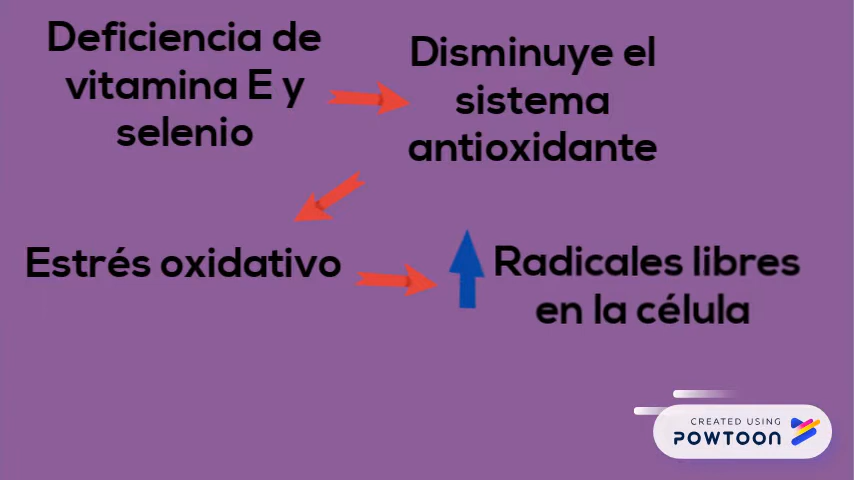 Deficiencia de
vitamina E y
selenio
Disminuye el
sistema
antioxidante
Estrés oxidativo
Radicales libres
en la célula
CREATED USING
POWTOON